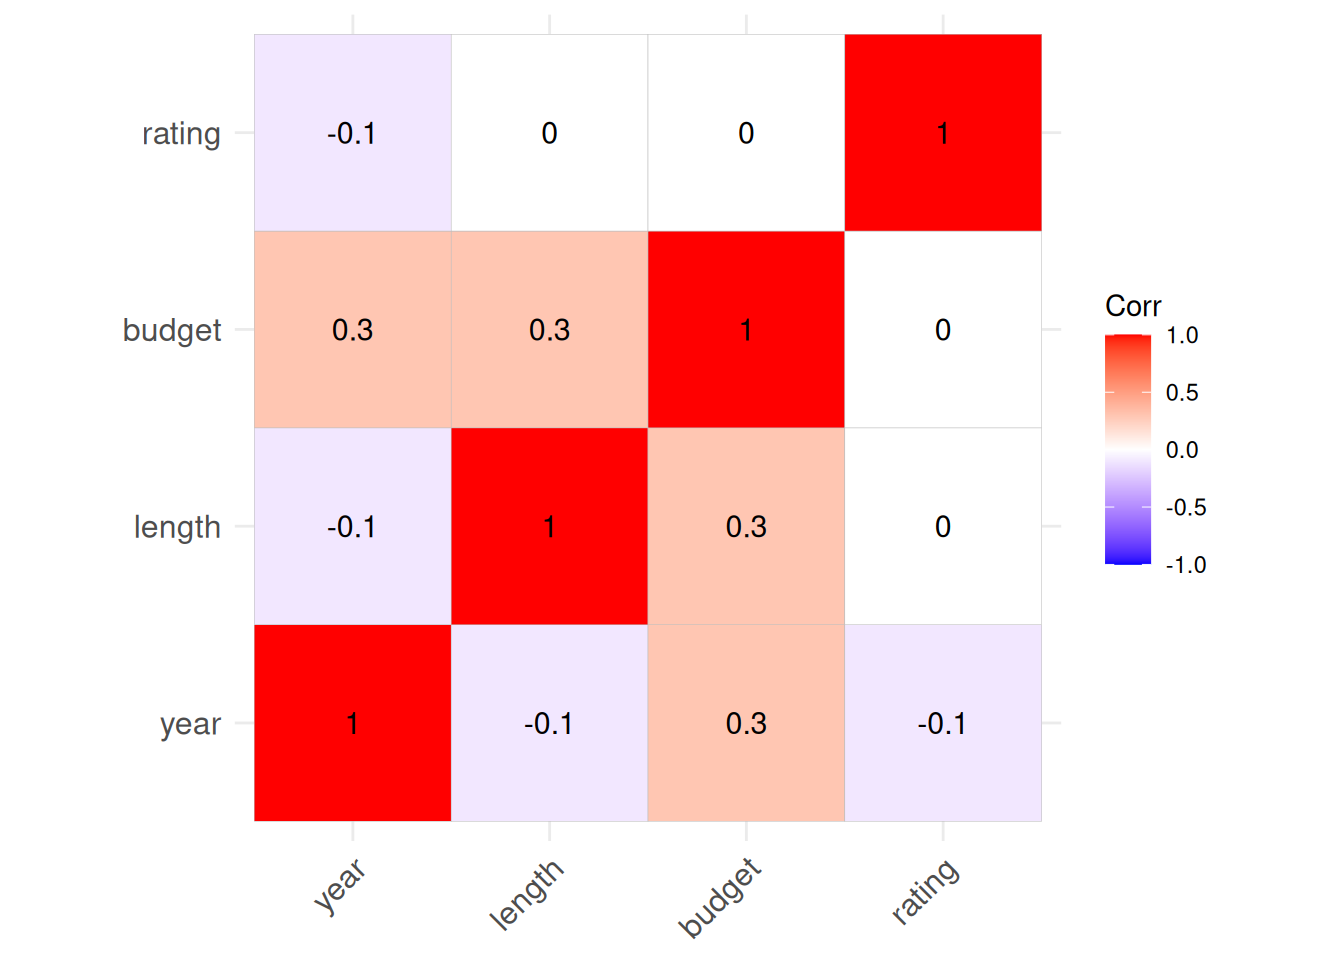 rating -0.1 0 0 1
budget 0.3 0.3 1 0
length -0.1 1 0.3 0
year 1 -0.1 0.3 -0.1
year length budget rating
Corr
1.0
0.5
0.0
-0.5
-1.0